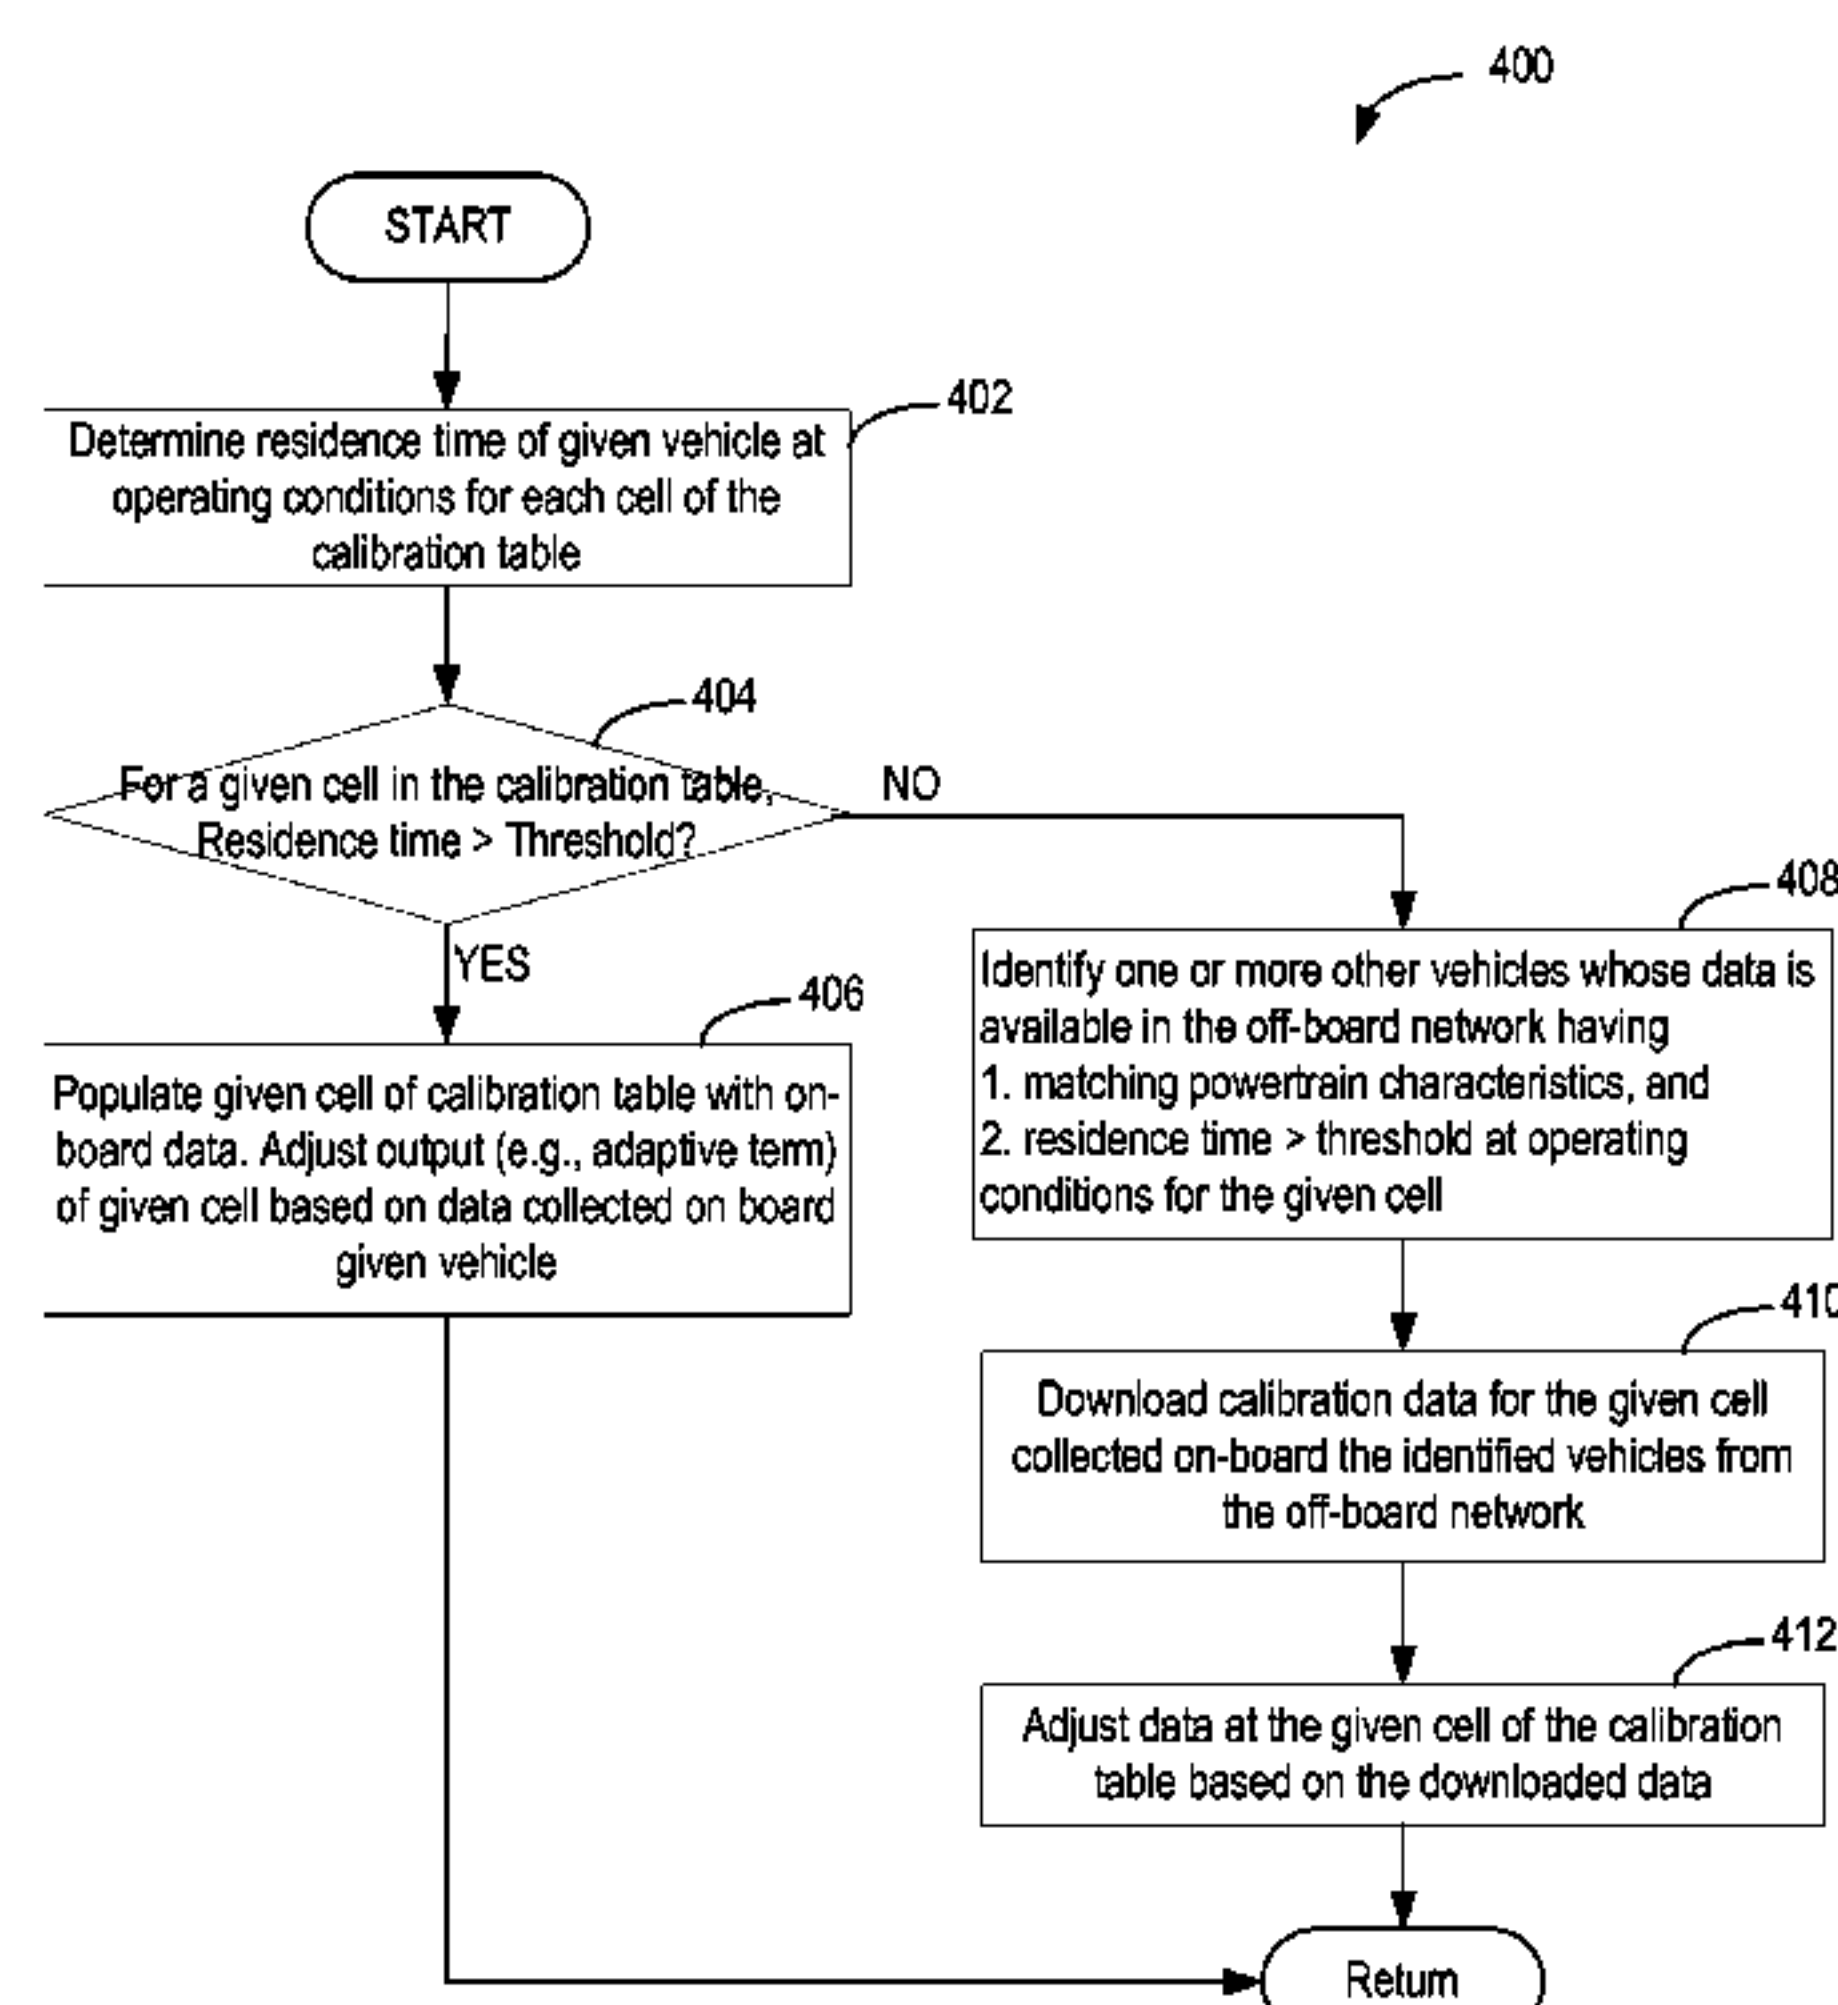 400
START
402
Determine residence time of given vehicle at
operating conditions for each cell of the
calibration table
404
For a given cell in the calibration table,
Residence time > Threshold?
NO
YES
406
Populate given cell of calibration table with on-
board data. Adjust output (e.g., adaptive term)
of given cell based on data collected on board
given vehicle
408
Identify one or more other vehicles whose data is
available in the off-board network having
1. matching powertrain characteristics, and
2. residence time > threshold at operating
conditions for the given cell
410
Download calibration data for the given cell
collected on-board the identified vehicles from
the off-board network
412
Adjust data at the given cell of the calibration
table based on the downloaded data
Return